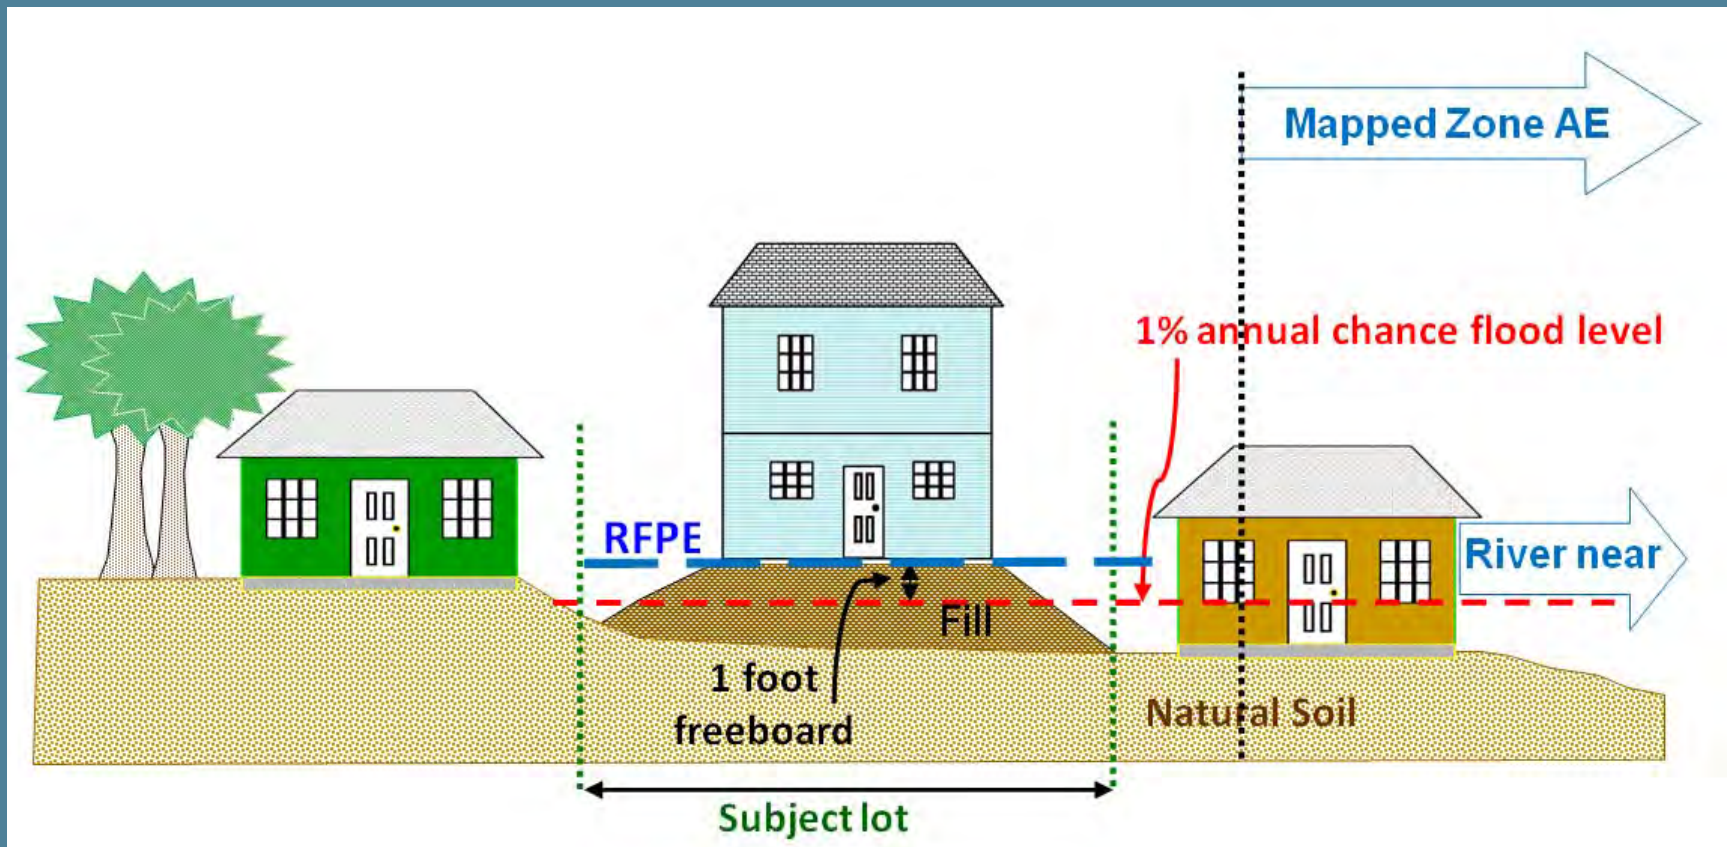 Mapped Zone AE
1% annual chance flood level
RFPE
River near
Fill
1 foot
freeboard
Natural Soil
Subject lot